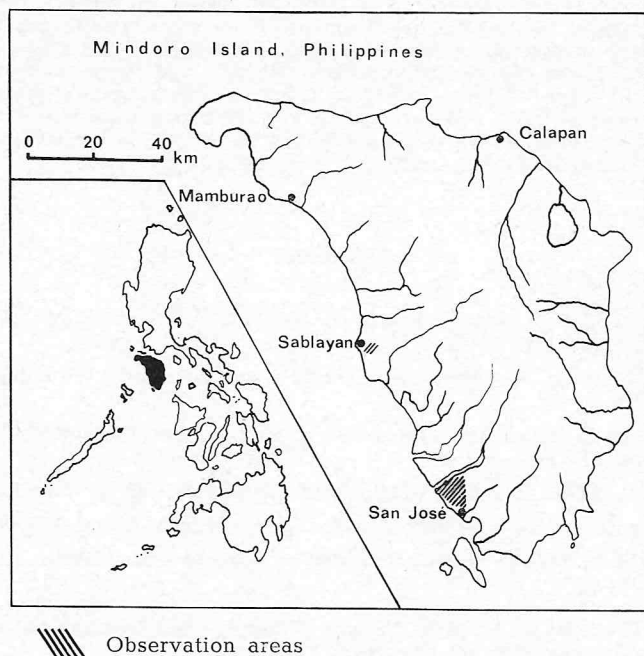 Mindoro Island, Philippines
0 20 40 km
Calapan
Mamburao
Sablayan
San José
Observation areas